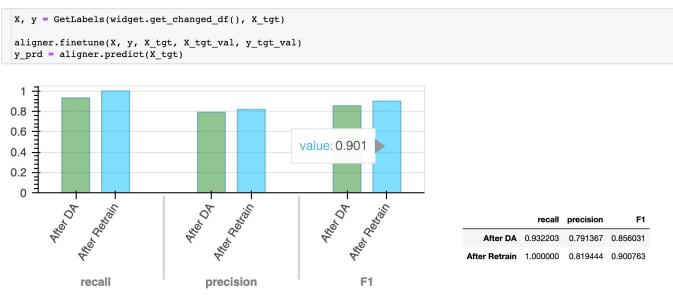 X, y = GetLabels(widget.get_changed_df(), X_tgt)
aligner.finetune(X, y, X_tgt, X_tgt_val, y_tgt_val)
y_prd = aligner.predict(X_tgt)
1
0.8
0.6
0.4
0.2
0
value: 0.901
After DA
After Retrain
After DA
After Retrain
After DA
After Retrain
recall
precision
F1
recall precision F1
After DA 0.932203 0.791367 0.856031
After Retrain 1.000000 0.819444 0.900763